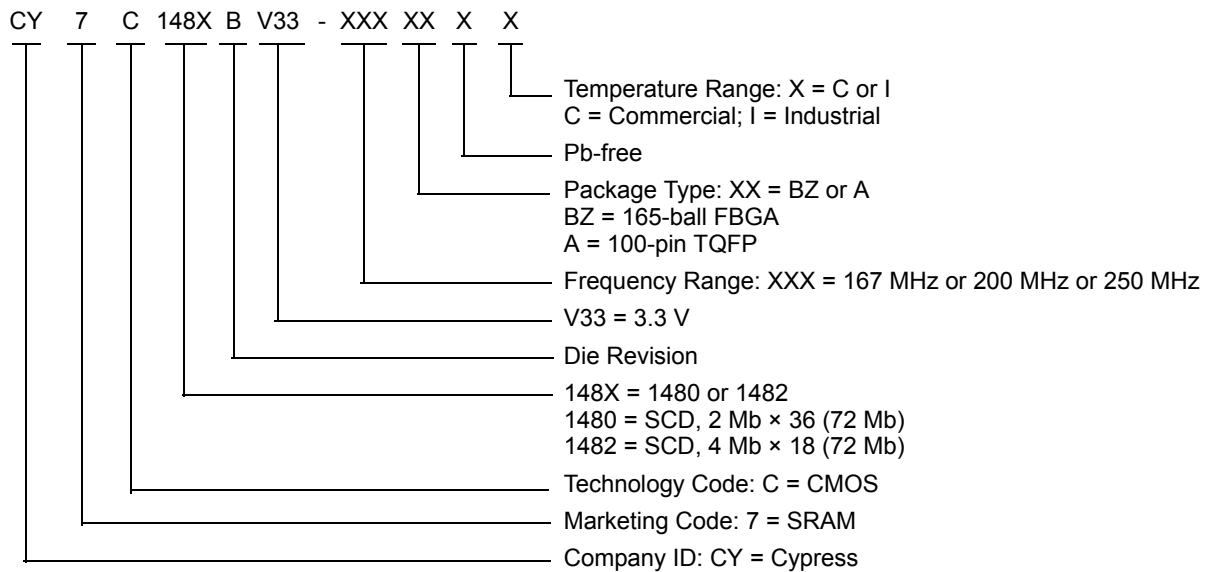 CY 7 C 148X B V33 - XXX XX X X
Temperature Range: X = C or I
C = Commercial; I = Industrial
Pb-free
Package Type: XX = BZ or A
BZ = 165-ball FBGA
A = 100-pin TQFP
Frequency Range: XXX = 167 MHz or 200 MHz or 250 MHz
V33 = 3.3 V
Die Revision
148X = 1480 or 1482
1480 = SCD, 2 Mb × 36 (72 Mb)
1482 = SCD, 4 Mb × 18 (72 Mb)
Technology Code: C = CMOS
Marketing Code: 7 = SRAM
Company ID: CY = Cypress